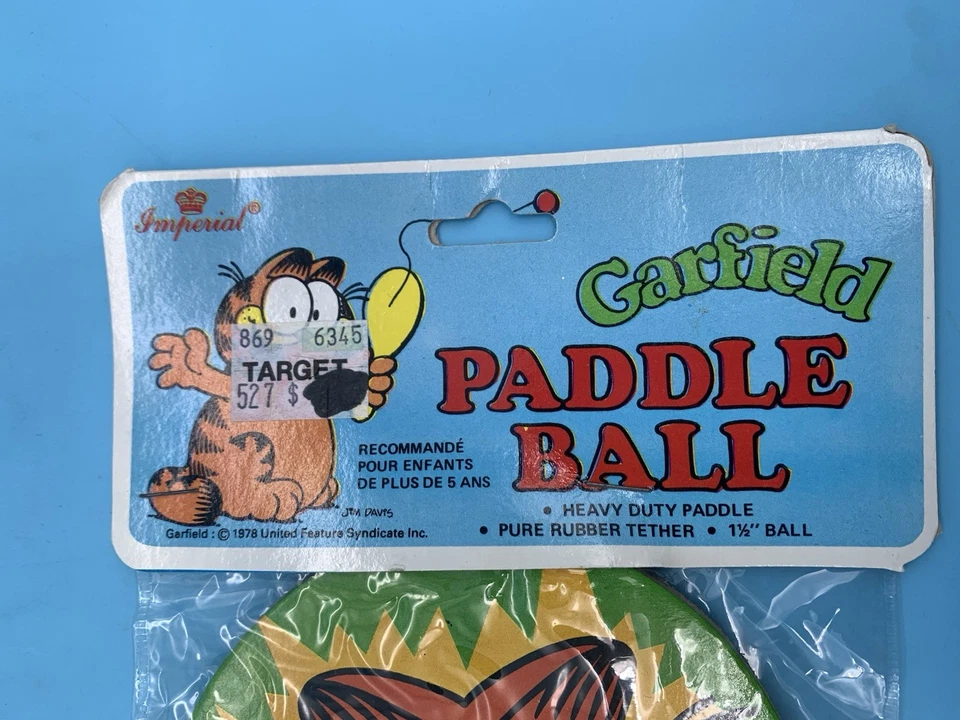 Imperial®
Garfield
869 6345
TARGET
527 $
PADDLE
BALL
RECOMMANDÉ
POUR ENFANTS
DE PLUS DE 5 ANS
• HEAVY DUTY PADDLE
• PURE RUBBER TETHER • 1½" BALL
JIM DAVIS
Garfield : © 1978 United Feature Syndicate Inc.